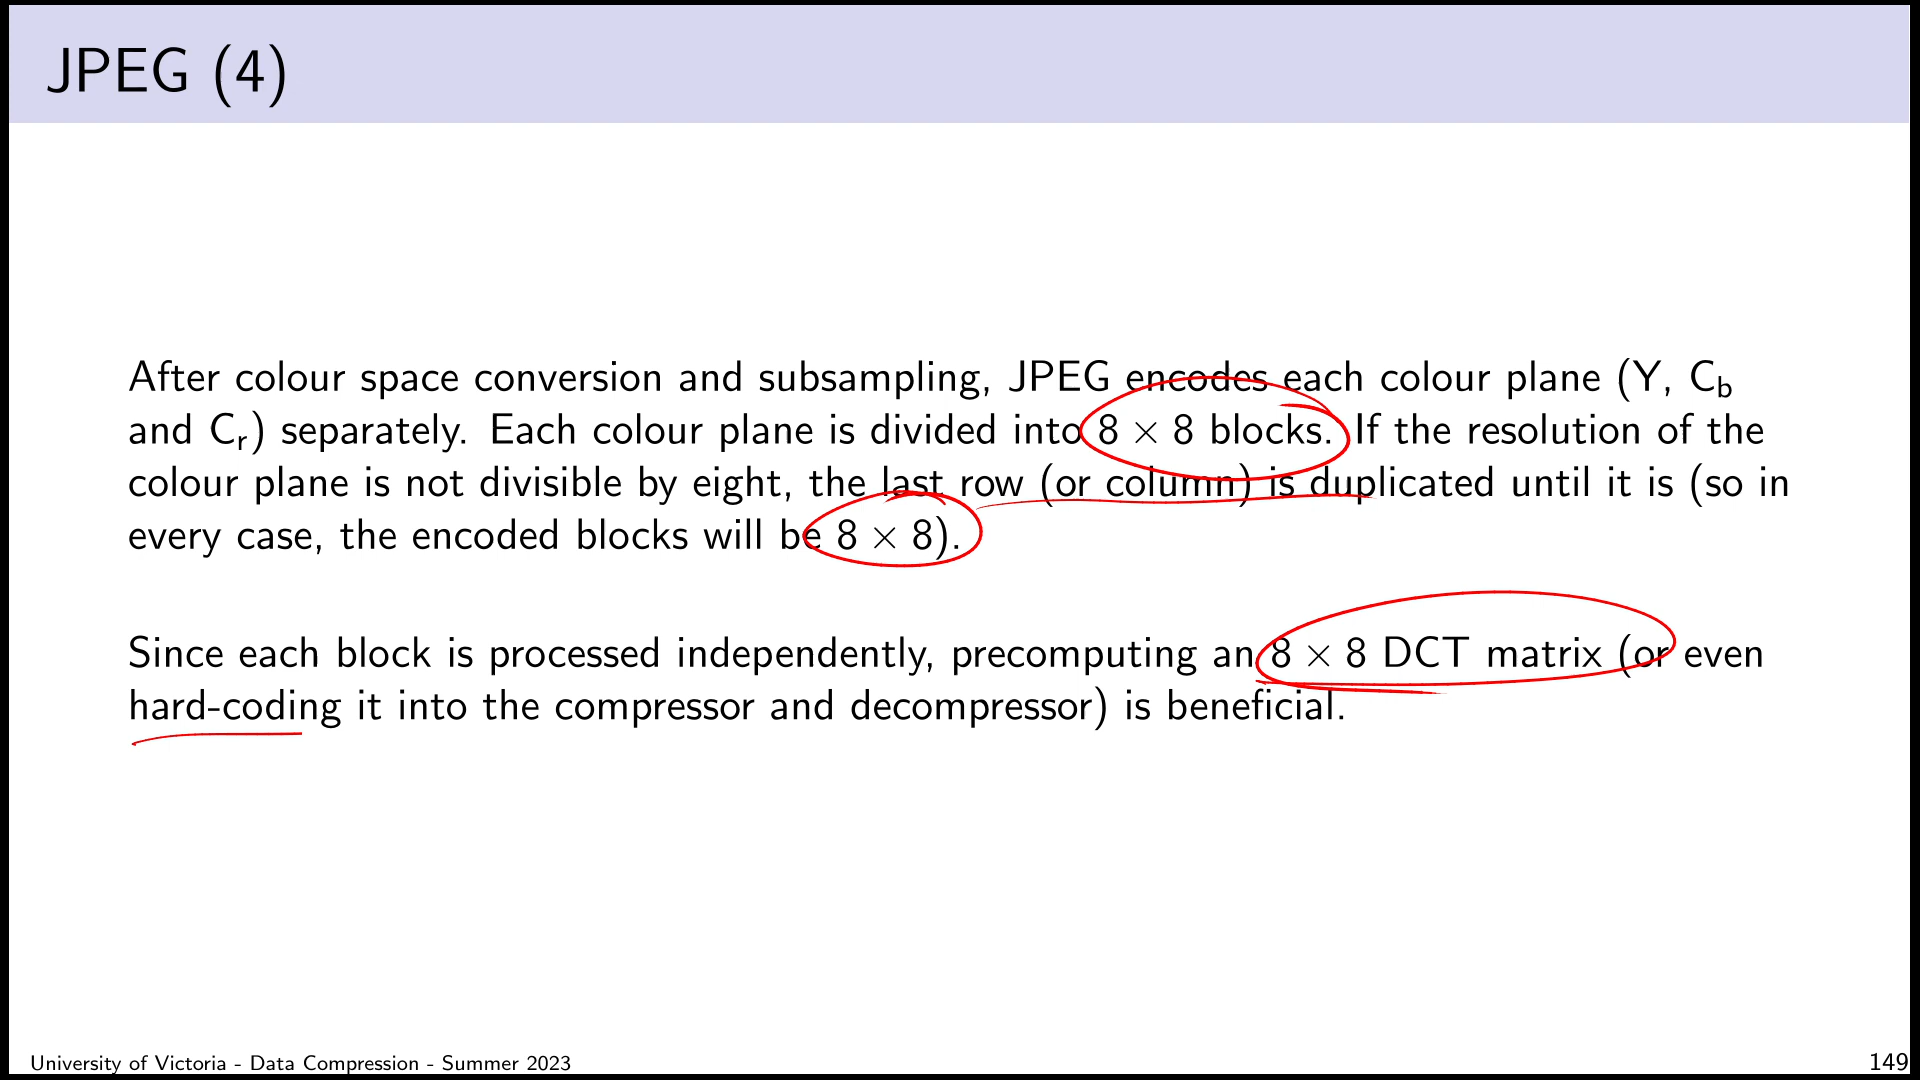 JPEG (4)
After colour space conversion and subsampling, JPEG encodes each colour plane (Y, C_b
and C_r) separately. Each colour plane is divided into 8 × 8 blocks. If the resolution of the
colour plane is not divisible by eight, the last row (or column) is duplicated until it is (so in
every case, the encoded blocks will be 8 × 8).
Since each block is processed independently, precomputing an 8 × 8 DCT matrix (or even
hard-coding it into the compressor and decompressor) is beneficial.
University of Victoria - Data Compression - Summer 2023
149